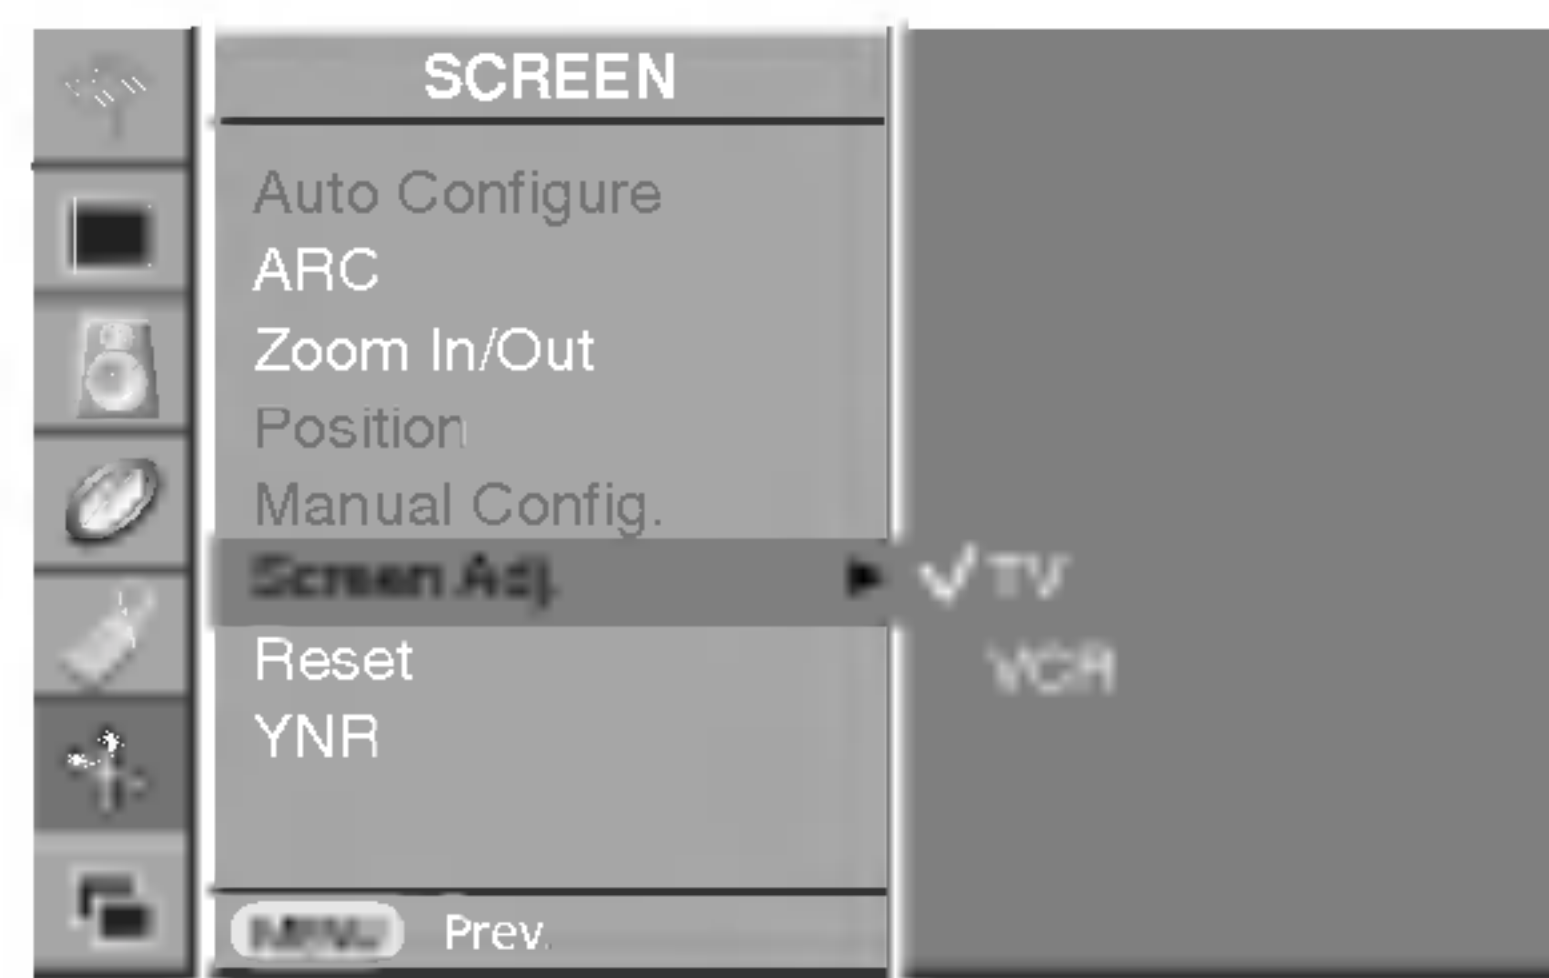 SCREEN
Auto Configure
ARC
Zoom In/Out
Position
Manual Config.
Screen Adj.
✓ TV
VCR
Reset
YNR
MENU Prev.